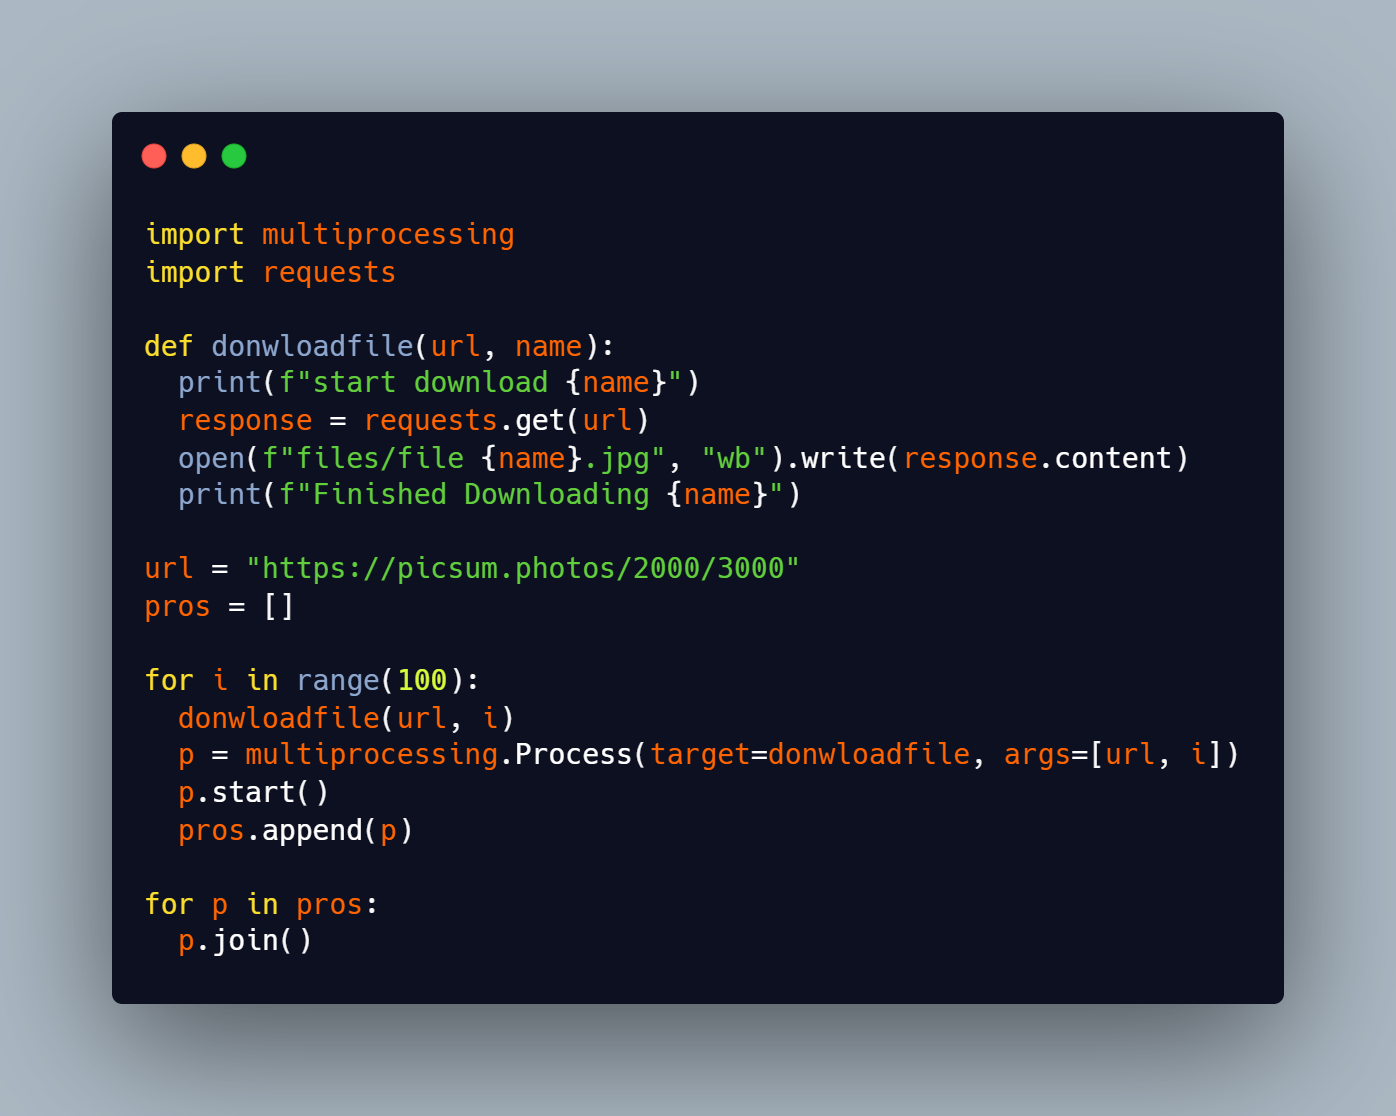 import multiprocessing
import requests

def donwloadfile(url, name):
  print(f"start download {name}")
  response = requests.get(url)
  open(f"files/file {name}.jpg", "wb").write(response.content)
  print(f"Finished Downloading {name}")

url = "https://picsum.photos/2000/3000"
pros = []

for i in range(100):
  donwloadfile(url, i)
  p = multiprocessing.Process(target=donwloadfile, args=[url, i])
  p.start()
  pros.append(p)

for p in pros:
  p.join()